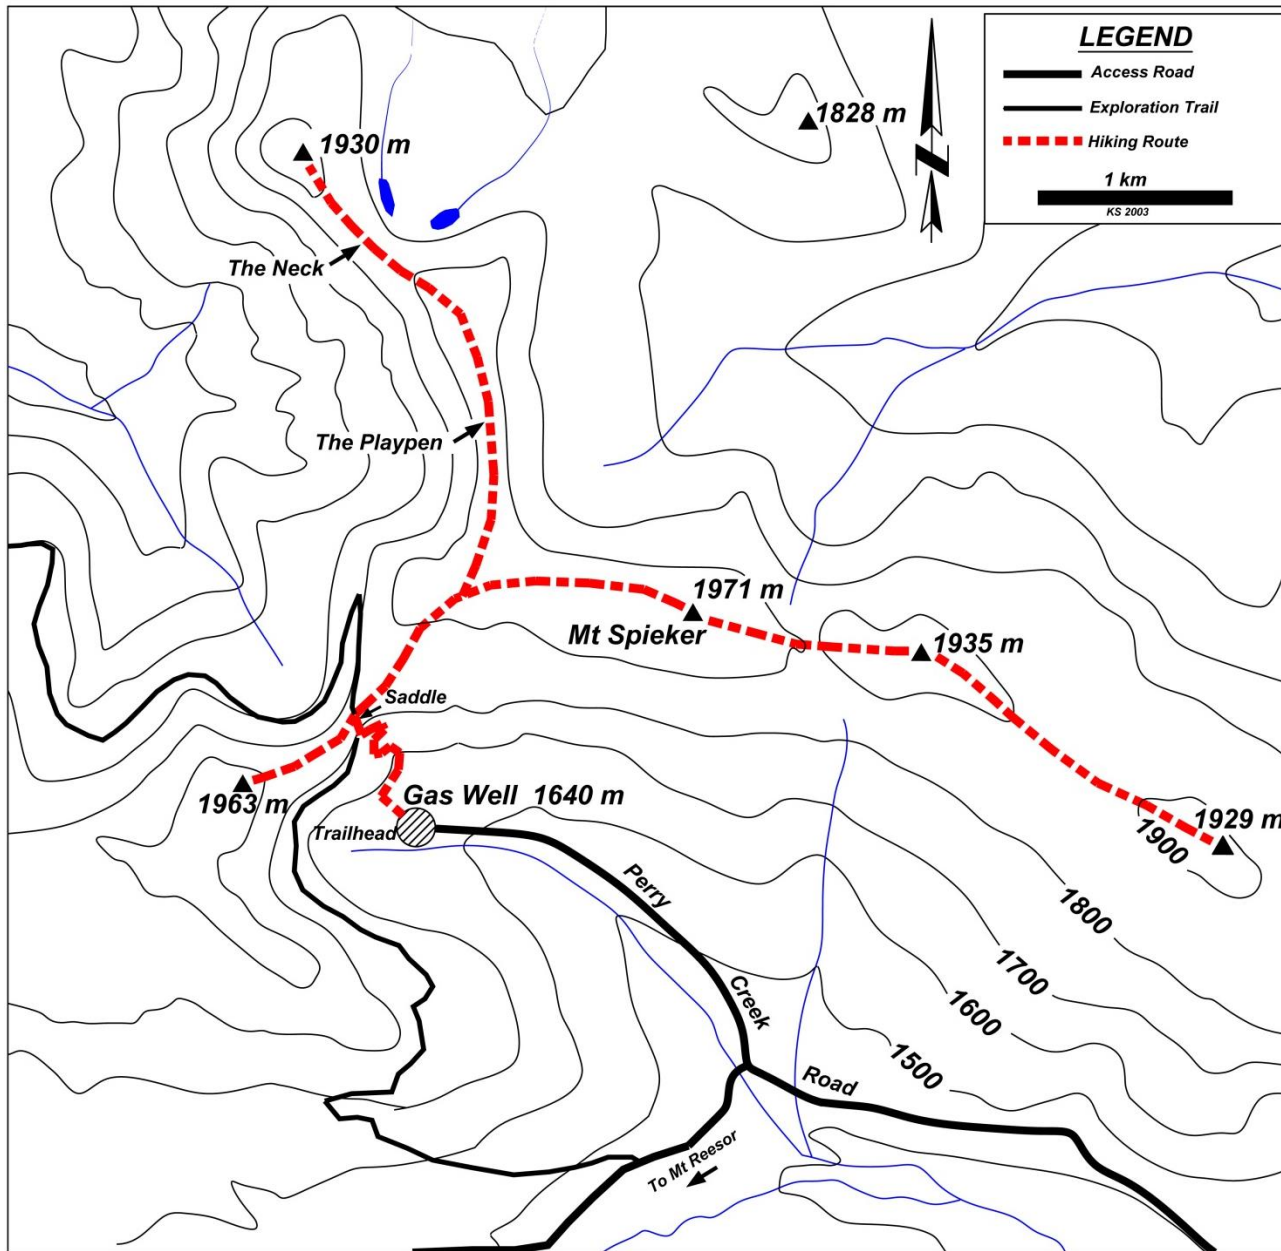 LEGEND
Access Road
Exploration Trail
Hiking Route
1 km
KS 2003
N
1828 m
1930 m
The Neck
The Playpen
1971 m
Mt Spieker
1935 m
Saddle
1963 m
Gas Well 1640 m
Trailhead
1929 m
1900
1800
1700
1600
1500
Perry
Creek
Road
To Mt Reesor